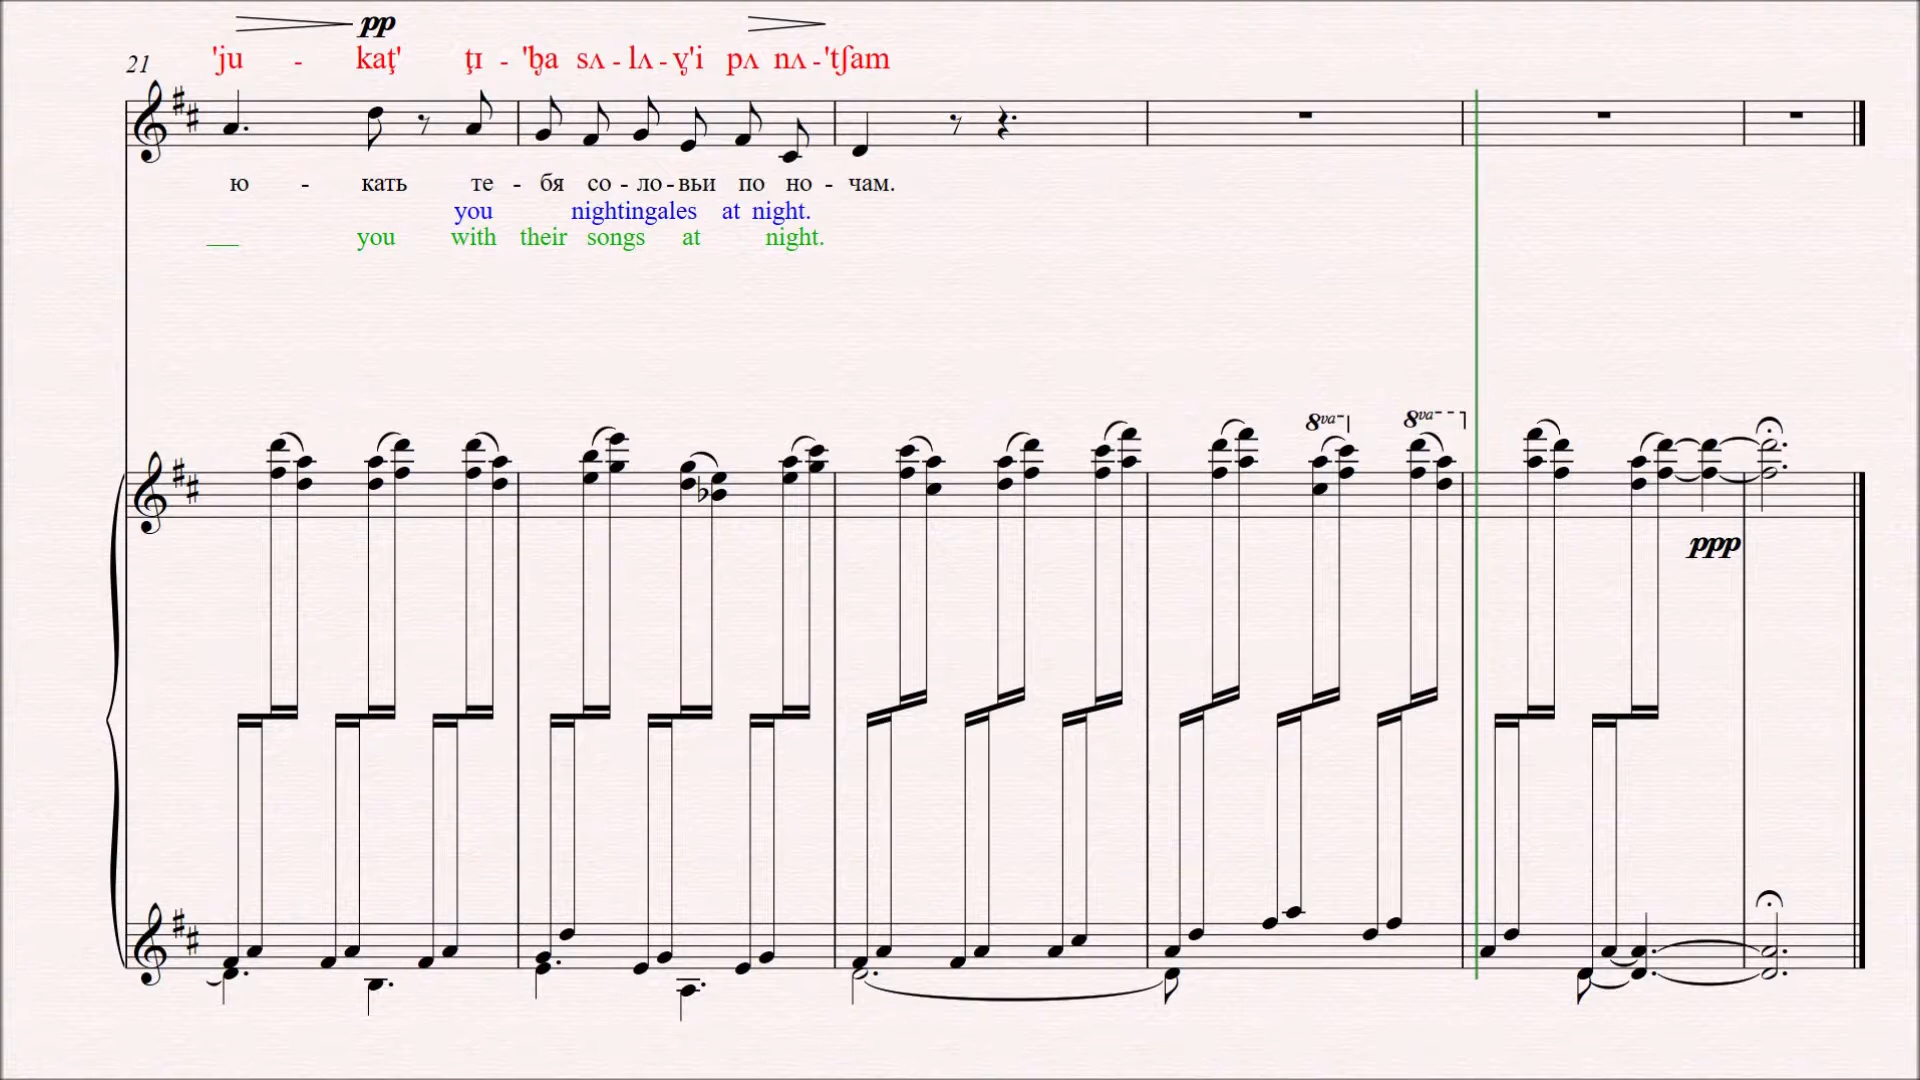 pp
21 'ju - kaţ' ţɪ - 'b̡a sʌ - lʌ - v̡'i pʌ nʌ - 'tʃam
ю - кать те - бя со - ло - вьи по но - чам.
you nightingales at night.
you with their songs at night.
8va 8va
ppp